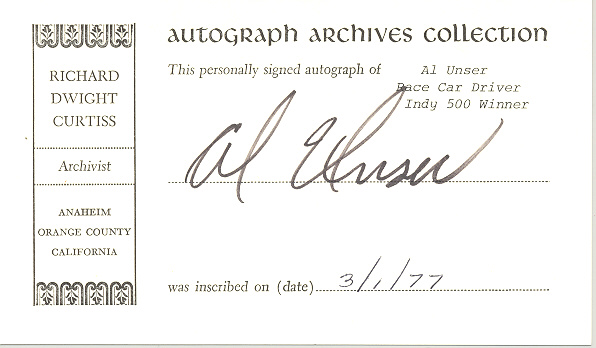 autograph archives collection
RICHARD
DWIGHT
CURTISS
Archivist
ANAHEIM
ORANGE COUNTY
CALIFORNIA
This personally signed autograph of Al Unser
Race Car Driver
Indy 500 Winner
Al Unser
was inscribed on (date) 3/1/77